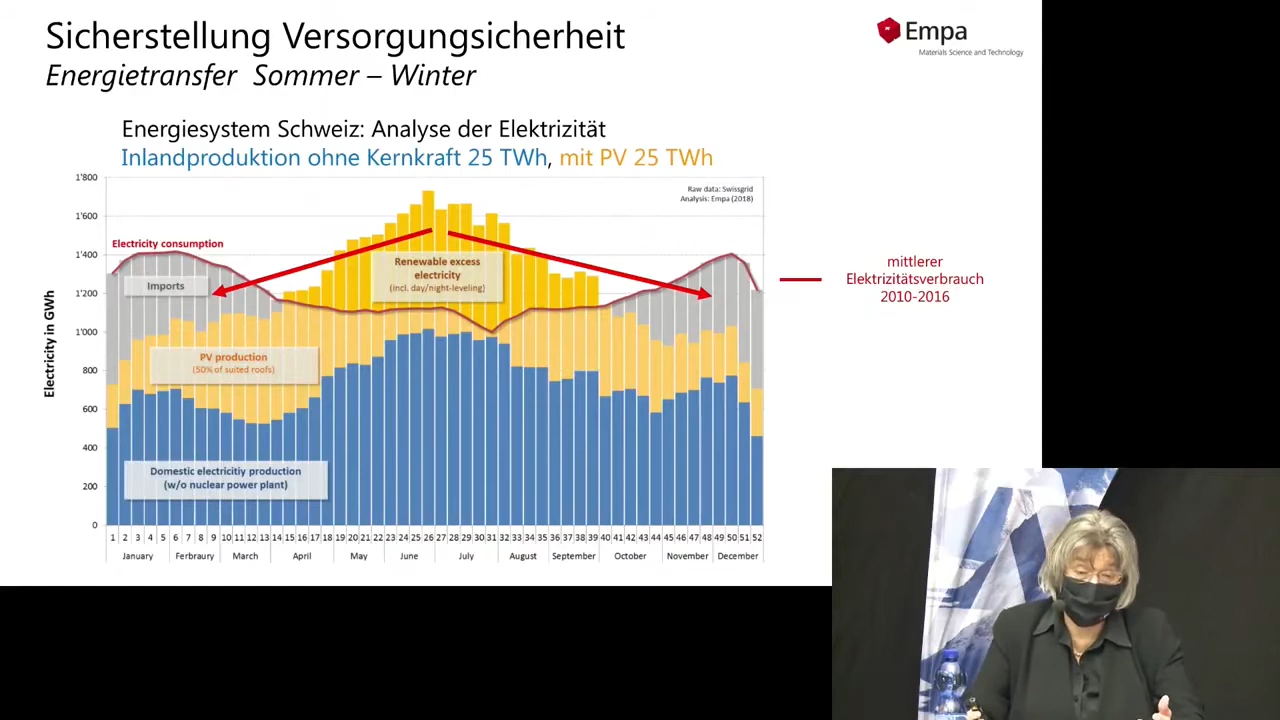 Sicherstellung Versorgungsicherheit
Energietransfer Sommer – Winter
Empa
Materials Science and Technology
Energiesystem Schweiz: Analyse der Elektrizität
Inlandproduktion ohne Kernkraft 25 TWh, mit PV 25 TWh
Raw data: Swissgrid
Analysis: Empa (2018)
Electricity in GWh
1'800
1'600
1'400
1'200
1'000
800
600
400
200
0
Electricity consumption
Imports
Renewable excess
electricity
(incl. day/night-leveling)
PV production
(50% of suited roofs)
Domestic electricitiy production
(w/o nuclear power plant)
mittlerer
Elektrizitätsverbrauch
2010-2016
1 2 3 4 5 6 7 8 9 10 11 12 13 14 15 16 17 18 19 20 21 22 23 24 25 26 27 28 29 30 31 32 33 34 35 36 37 38 39 40 41 42 43 44 45 46 47 48 49 50 51 52
January Ferbraury March April May June July August September October November December